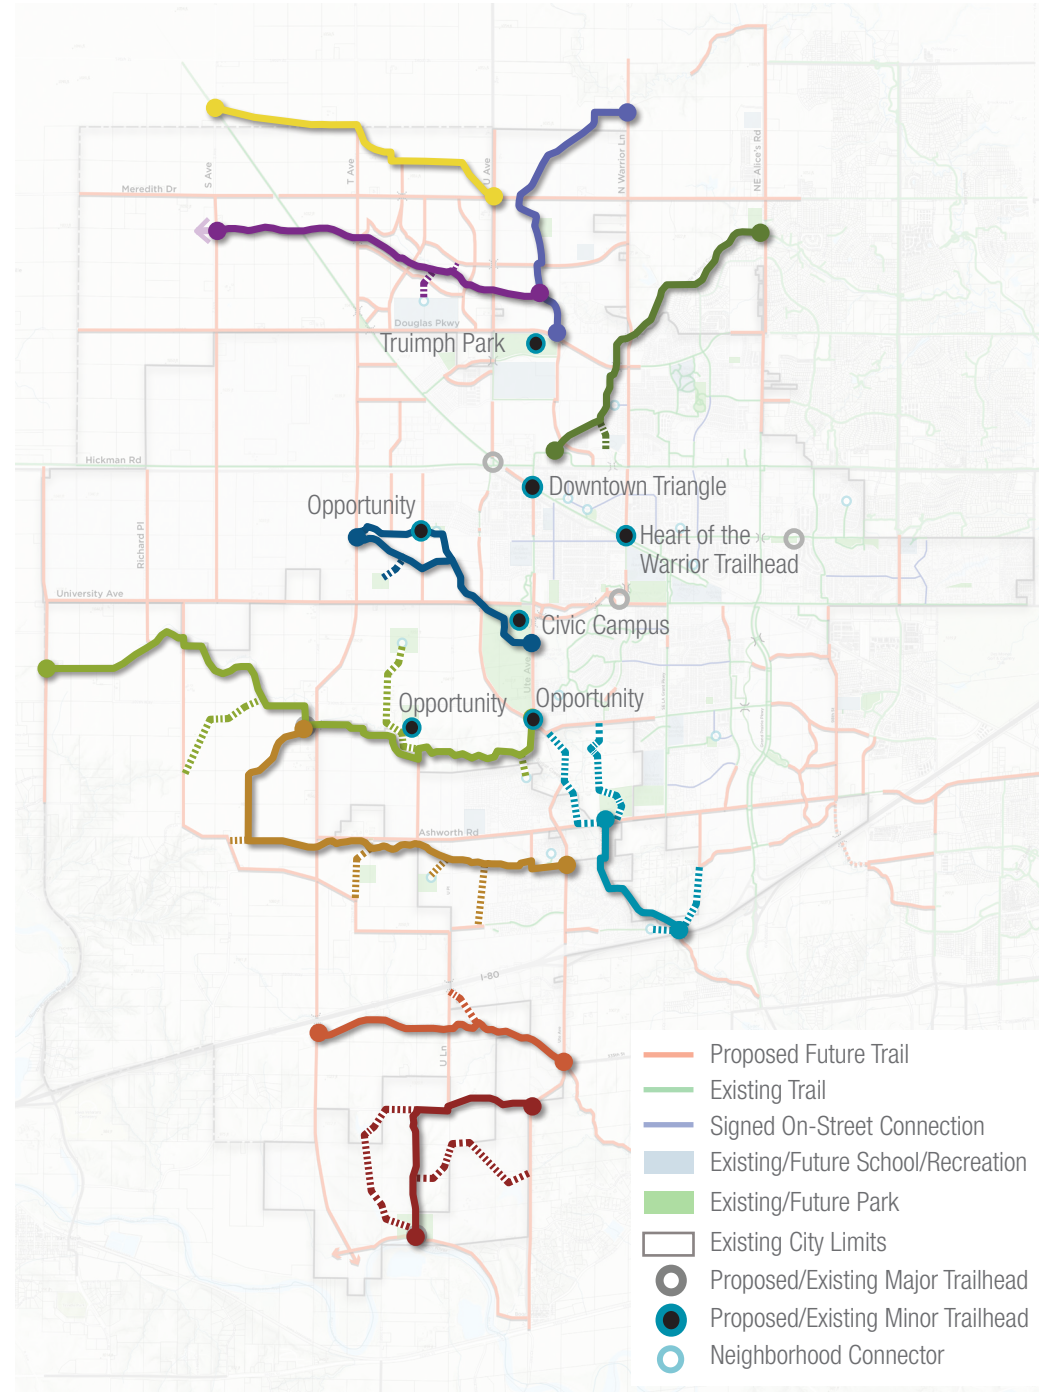 NE Alice's Rd
N Warrior Ln
U Ave
T Ave
S Ave
Meredith Dr
Douglas Pkwy
Truimph Park
Hickman Rd
Downtown Triangle
Opportunity
Heart of the
Warrior Trailhead
Richard Pl
University Ave
Civic Campus
Ute Ave
Opportunity
Opportunity
Ashworth Rd
I-80
U Ln
Proposed Future Trail
Existing Trail
Signed On-Street Connection
Existing/Future School/Recreation
Existing/Future Park
Existing City Limits
Proposed/Existing Major Trailhead
Proposed/Existing Minor Trailhead
Neighborhood Connector